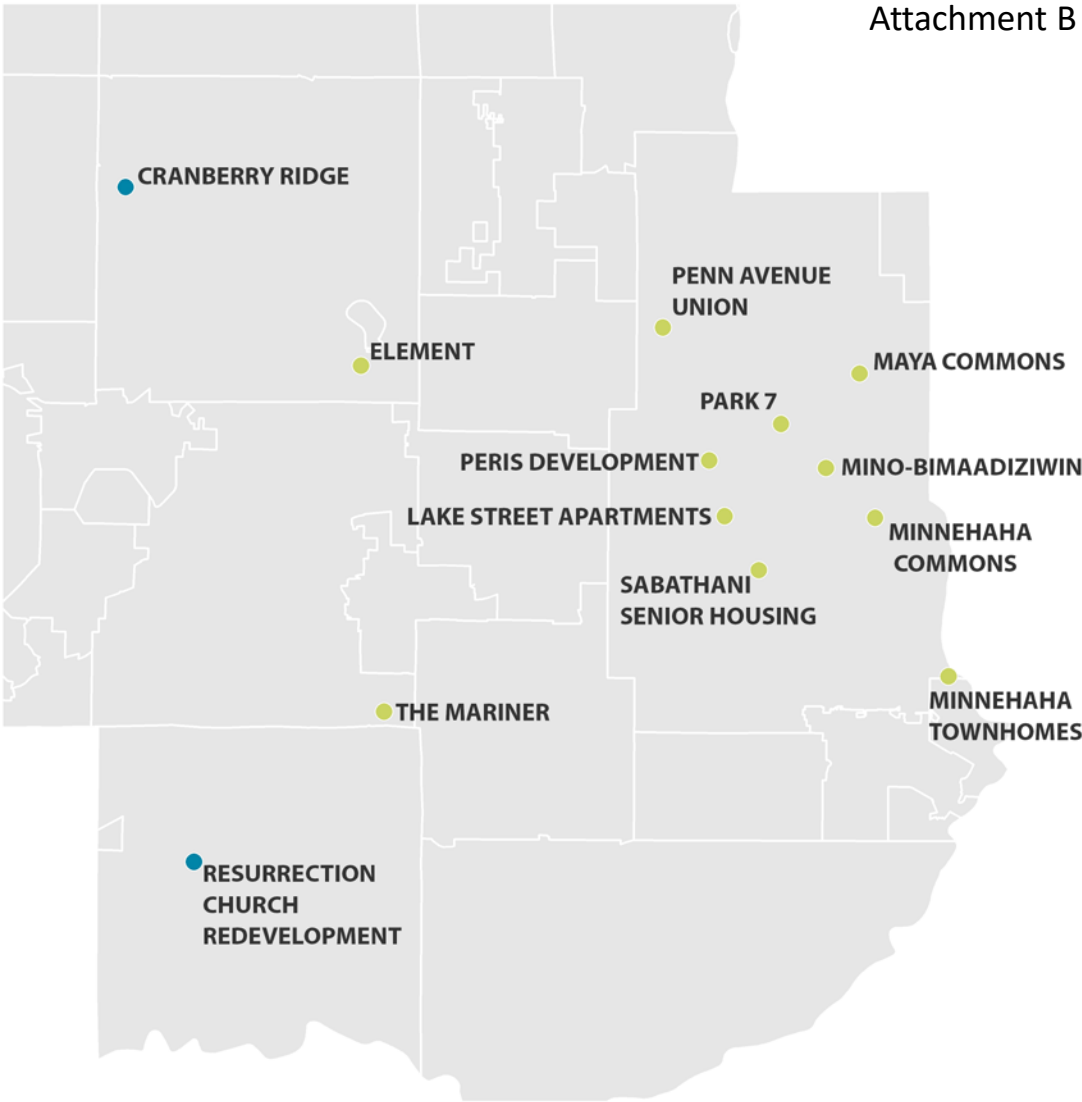 Attachment B
CRANBERRY RIDGE
PENN AVENUE
UNION
ELEMENT
MAYA COMMONS
PARK 7
PERIS DEVELOPMENT
MINO-BIMAADIZIWIN
LAKE STREET APARTMENTS
MINNEHAHA
COMMONS
SABATHANI
SENIOR HOUSING
THE MARINER
MINNEHAHA
TOWNHOMES
RESURRECTION
CHURCH
REDEVELOPMENT